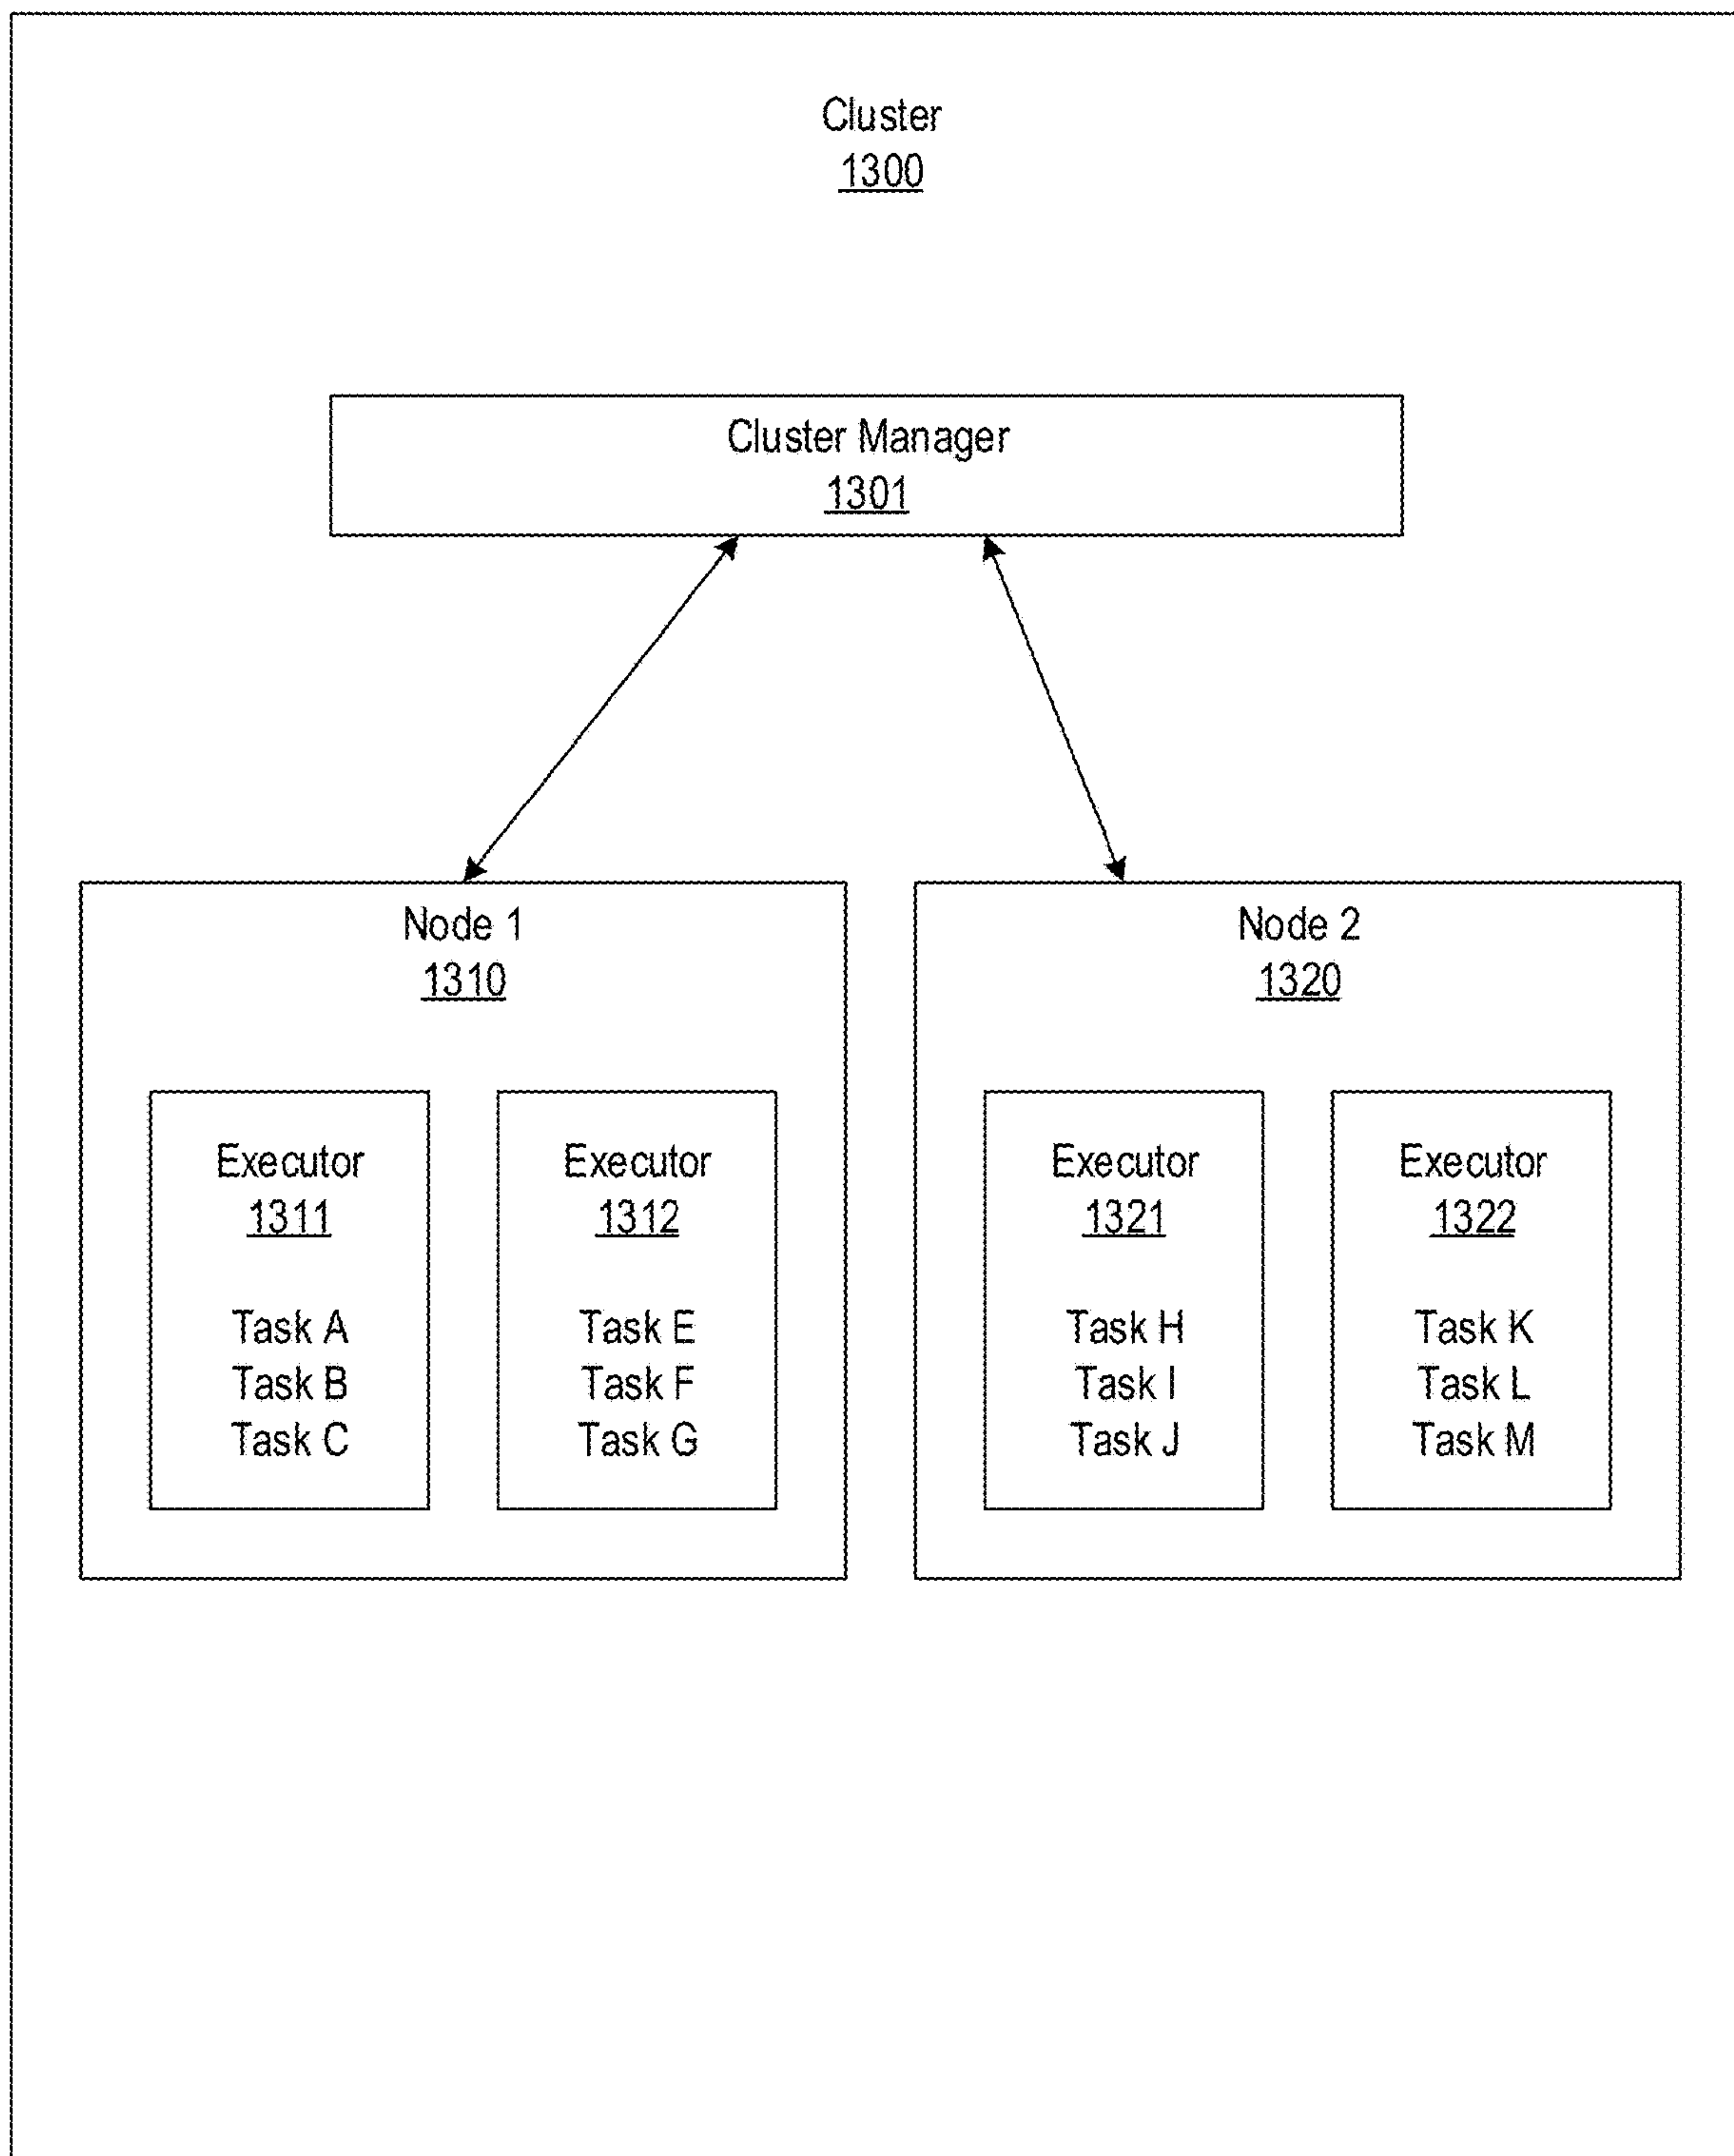 Cluster
1300
Cluster Manager
1301
Node 1
1310
Executor
1311
Task A
Task B
Task C
Executor
1312
Task E
Task F
Task G
Node 2
1320
Executor
1321
Task H
Task I
Task J
Executor
1322
Task K
Task L
Task M